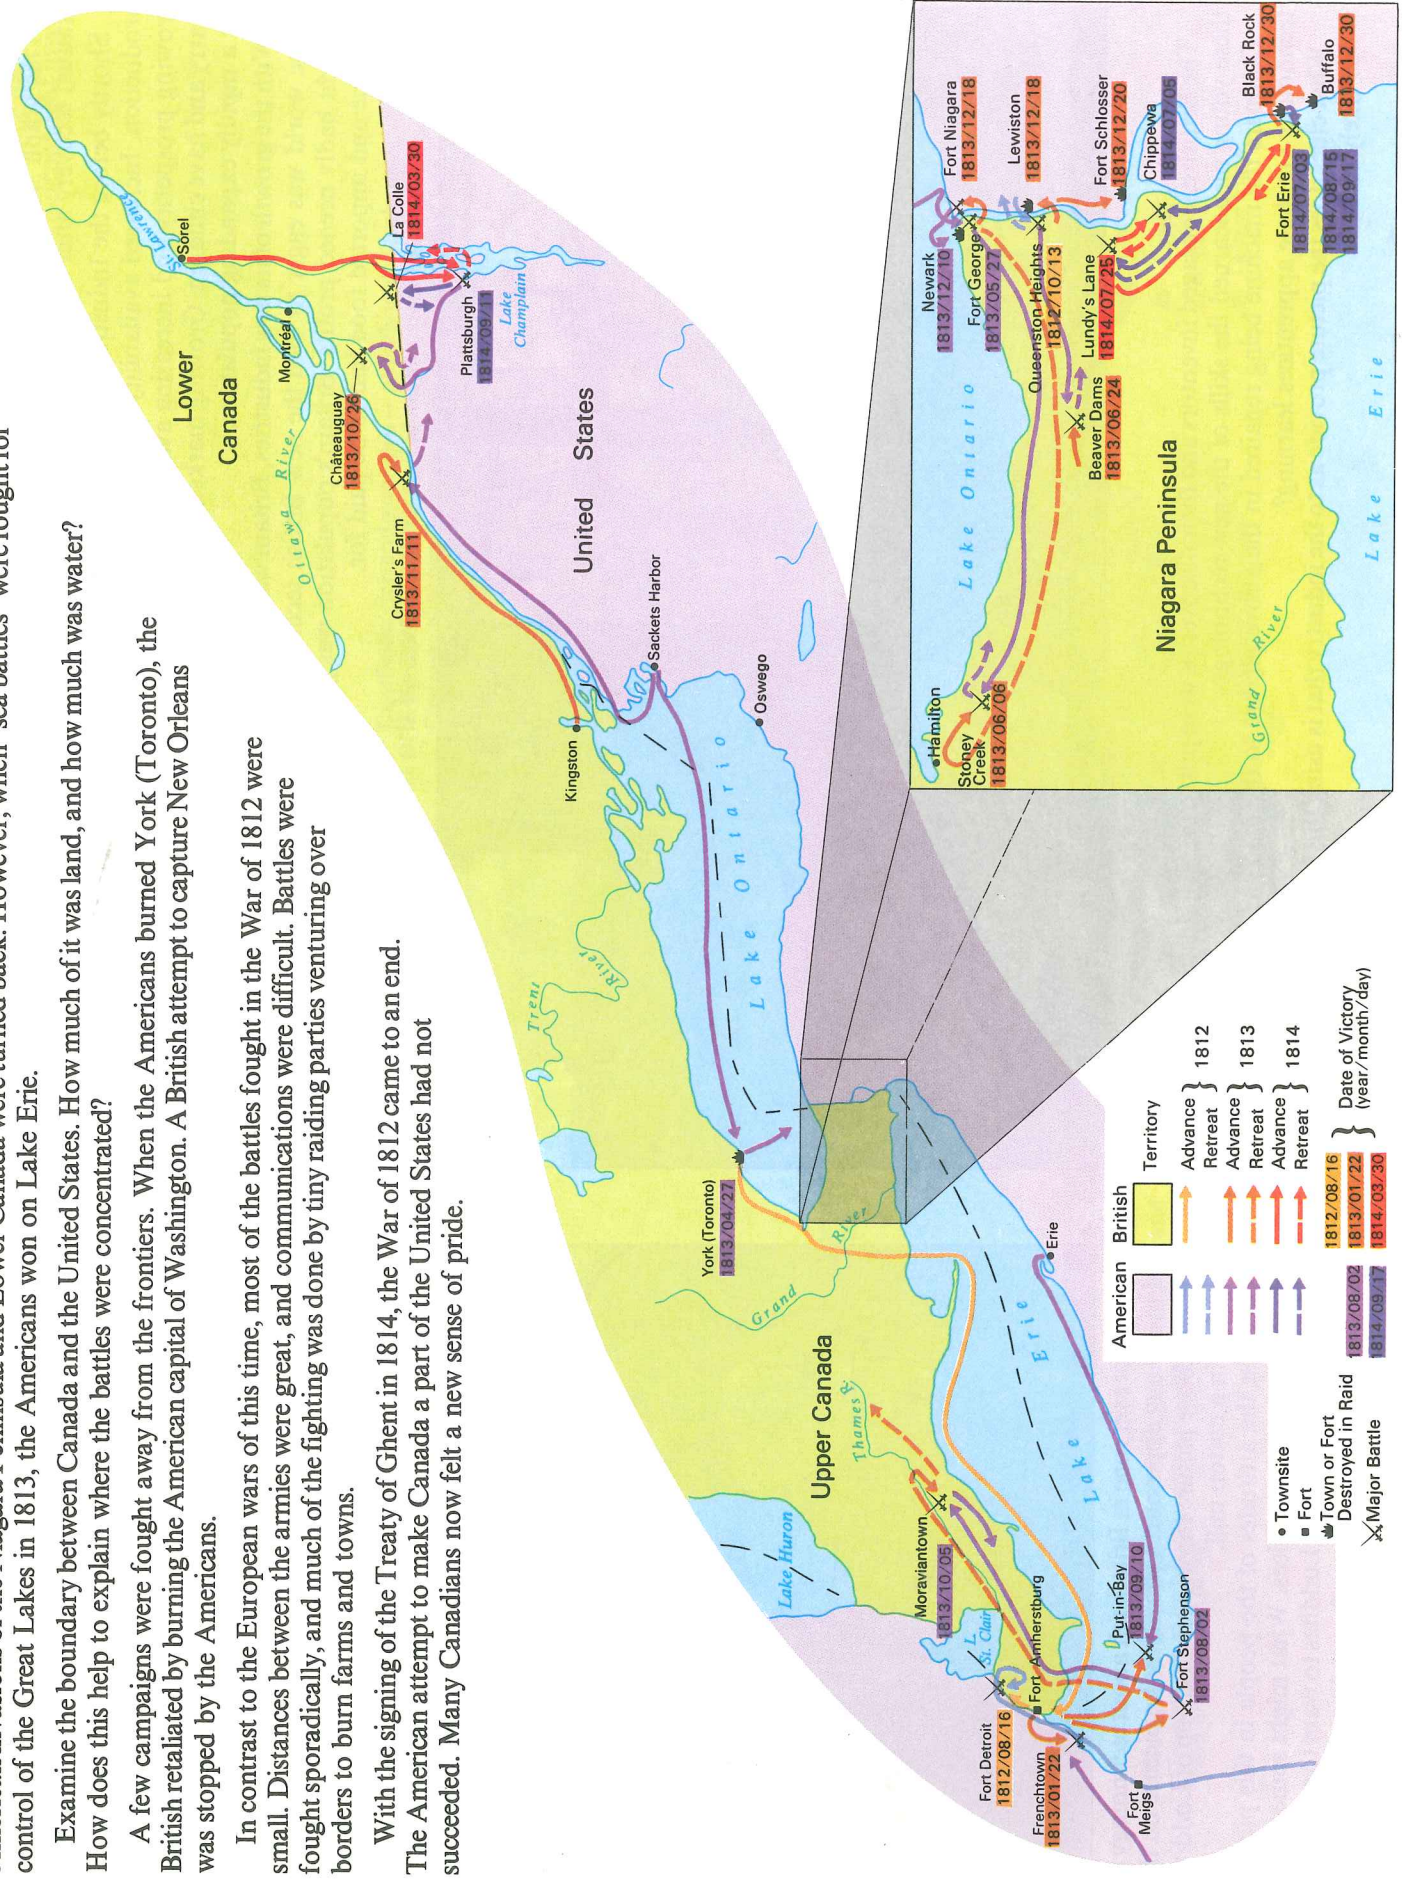 control of the Great Lakes in 1813, the Americans won on Lake Erie.
Examine the boundary between Canada and the United States. How much of it was land, and how much was water?
How does this help to explain where the battles were concentrated?
A few campaigns were fought away from the frontiers. When the Americans burned York (Toronto), the
British retaliated by burning the American capital of Washington. A British attempt to capture New Orleans
was stopped by the Americans.
In contrast to the European wars of this time, most of the battles fought in the War of 1812 were
small. Distances between the armies were great, and communications were difficult. Battles were
fought sporadically, and much of the fighting was done by tiny raiding parties venturing over
borders to burn farms and towns.
With the signing of the Treaty of Ghent in 1814, the War of 1812 came to an end.
The American attempt to make Canada a part of the United States had not
succeeded. Many Canadians now felt a new sense of pride.
St. Lawrence
Sorel
Lower
Canada
Montréal
Ottawa River
La Colle
1814/03/30
Châteauguay
1813/10/26
Plattsburgh
1814/09/11
Lake
Champlain
Crysler's Farm
1813/11/11
United States
Kingston
Sackets Harbor
Oswego
Lake Ontario
Trent
River
York (Toronto)
1813/04/27
Grand
River
Upper Canada
Thames R.
Lake Huron
Moraviantown
1813/10/05
L.
St. Clair
Fort Amherstburg
Fort Detroit
1812/08/16
Frenchtown
1813/01/22
Fort
Meigs
Put-in-Bay
1813/09/10
Fort Stephenson
1813/08/02
Lake Erie
Erie
Fort Niagara
1813/12/18
Lewiston
1813/12/18
Fort Schlosser
1813/12/20
Chippewa
1814/07/05
Black Rock
1813/12/30
Buffalo
1813/12/30
Newark
1813/12/10
Fort George
1813/05/27
Queenston Heights
1812/10/13
Lundy's Lane
1814/07/25
Fort Erie
1814/07/03
1814/08/15
1814/09/17
Beaver Dams
1813/06/24
Lake Ontario
Hamilton
Stoney
Creek
1813/06/06
Niagara Peninsula
Grand
River
Lake Erie
American British
Territory
Advance
Retreat } 1812
Advance
Retreat } 1813
Advance
Retreat } 1814
1812/08/16
1813/08/02 1813/01/22
1814/09/17 1814/03/30
} Date of Victory
(year/month/day)
Townsite
Fort
Town or Fort
Destroyed in Raid
Major Battle